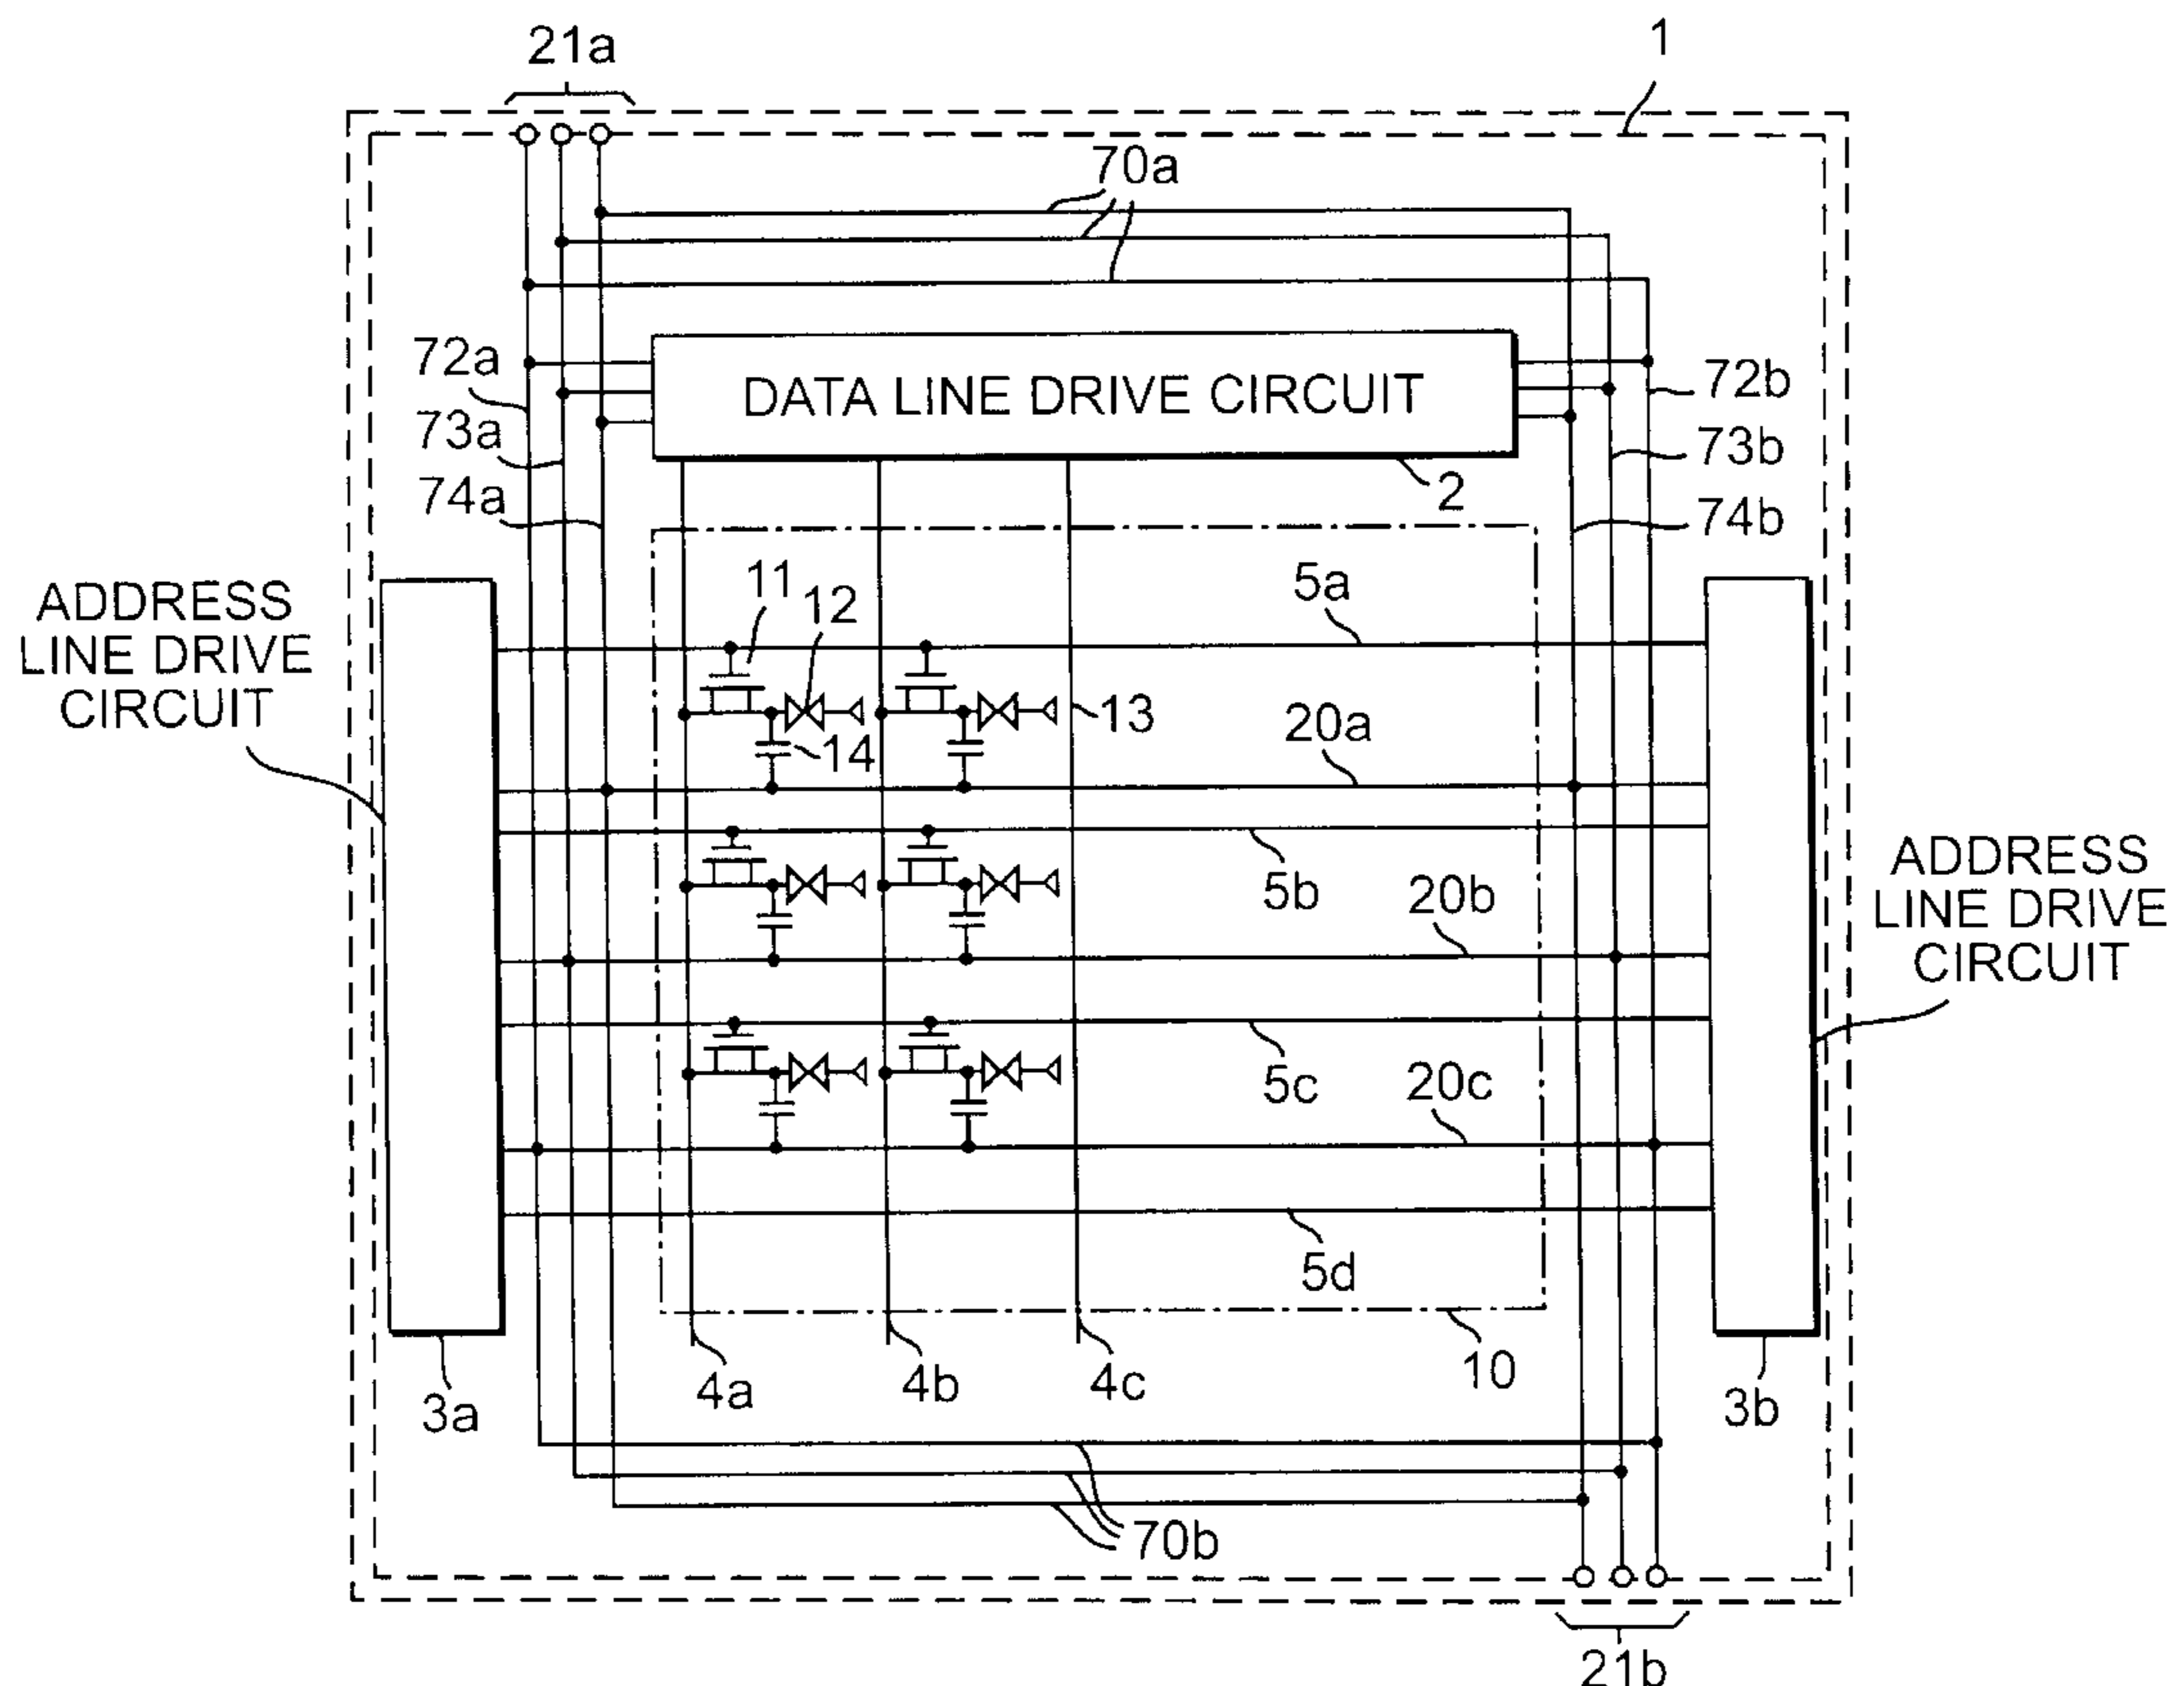 21a
1
70a
72a
DATA LINE DRIVE CIRCUIT
72b
73a
73b
74a
2
74b
11
12
5a
ADDRESS
LINE DRIVE
CIRCUIT
13
20a
14
5b
20b
ADDRESS
LINE DRIVE
CIRCUIT
5c
20c
5d
10
4a
4b
4c
3a
3b
70b
21b